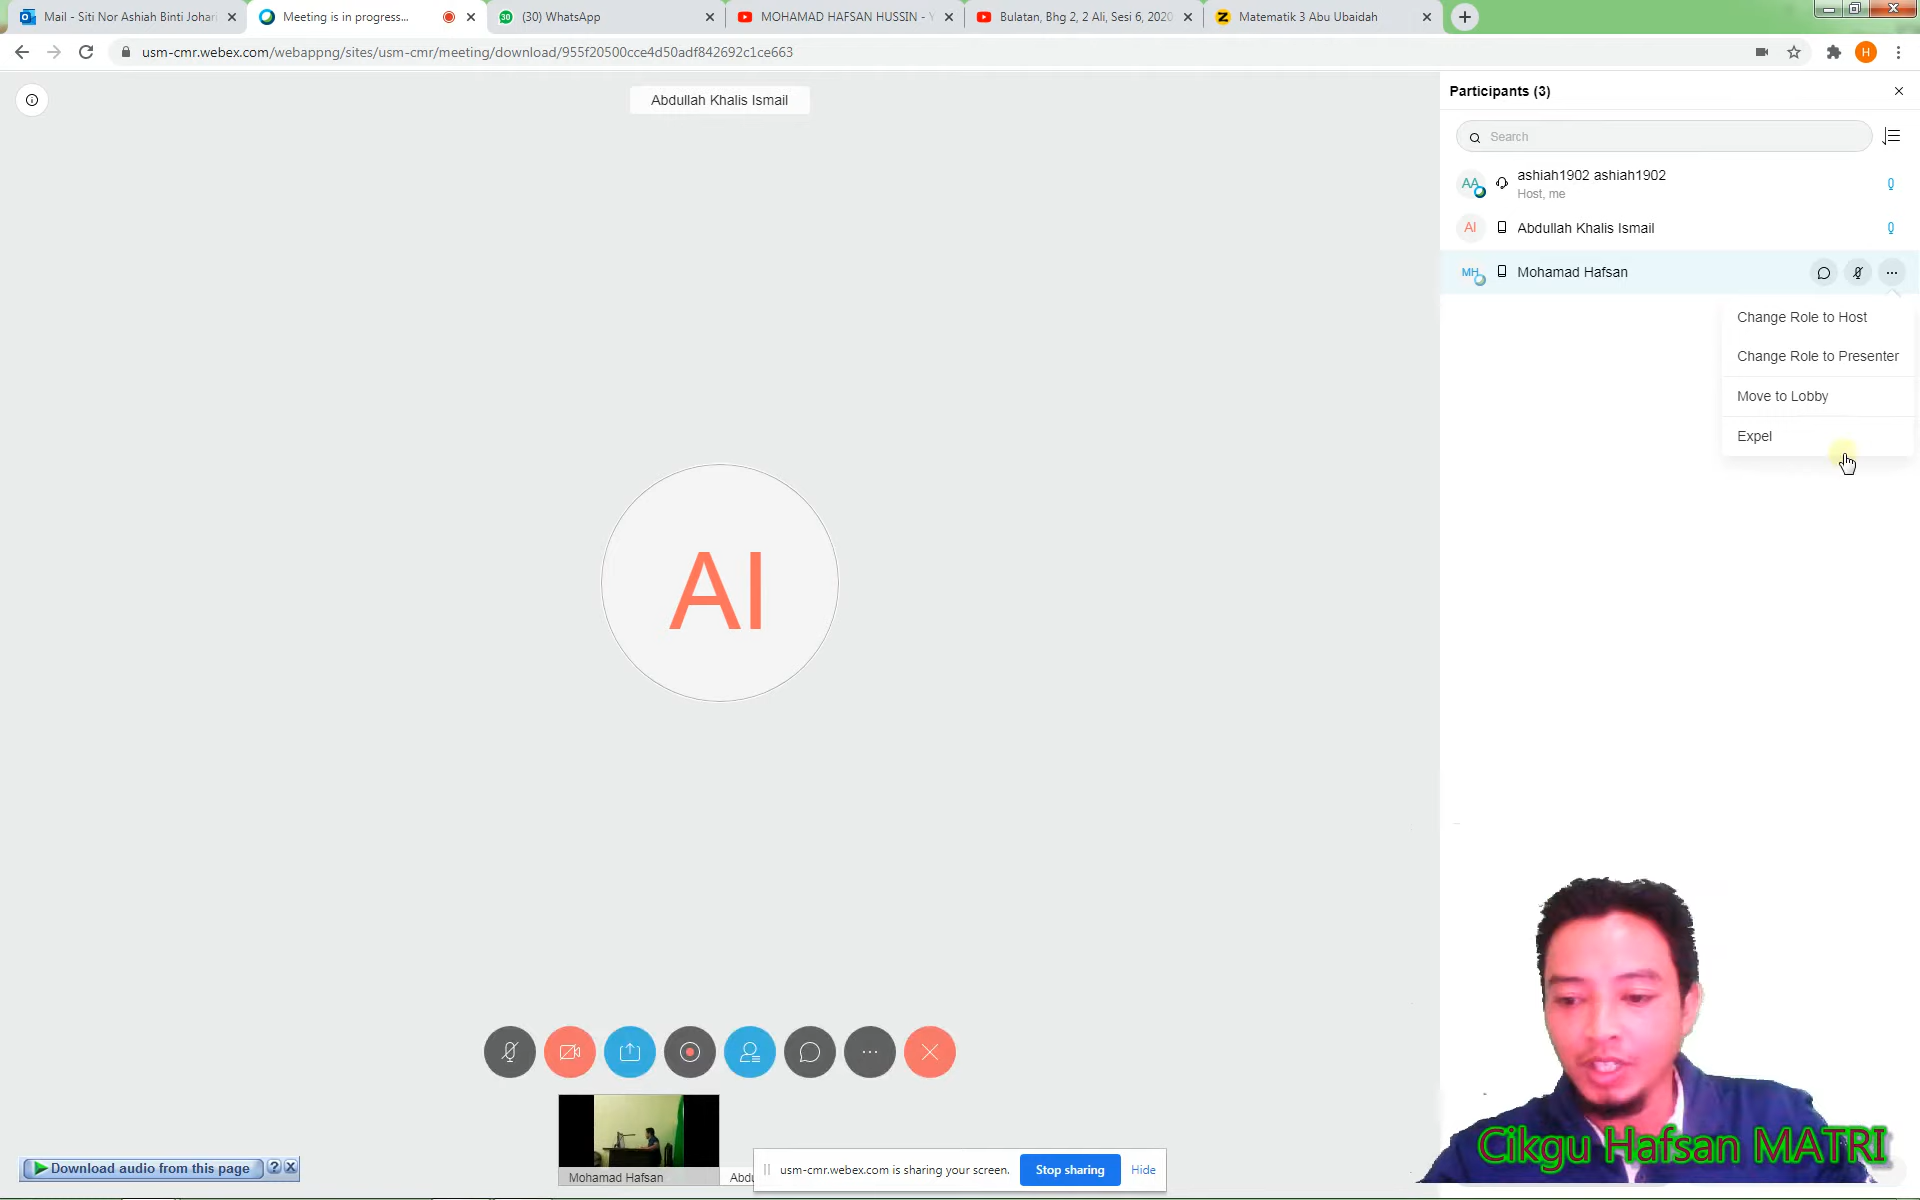 Mail - Siti Nor Ashiah Binti Johari
Meeting is in progress...
(30) WhatsApp
MOHAMAD HAFSAN HUSSIN - Y
Bulatan, Bhg 2, 2 Ali, Sesi 6, 2020
Matematik 3 Abu Ubaidah
usm-cmr.webex.com/webappng/sites/usm-cmr/meeting/download/955f20500cce4d50adf842692c1ce663
H
Abdullah Khalis Ismail
Participants (3)
Search
AA
ashiah1902 ashiah1902
Host, me
AI
Abdullah Khalis Ismail
MH
Mohamad Hafsan
Change Role to Host
Change Role to Presenter
Move to Lobby
Expel
AI
Cikgu Hafsan MATRI
Download audio from this page
?
Mohamad Hafsan
Abdu
usm-cmr.webex.com is sharing your screen.
Stop sharing
Hide